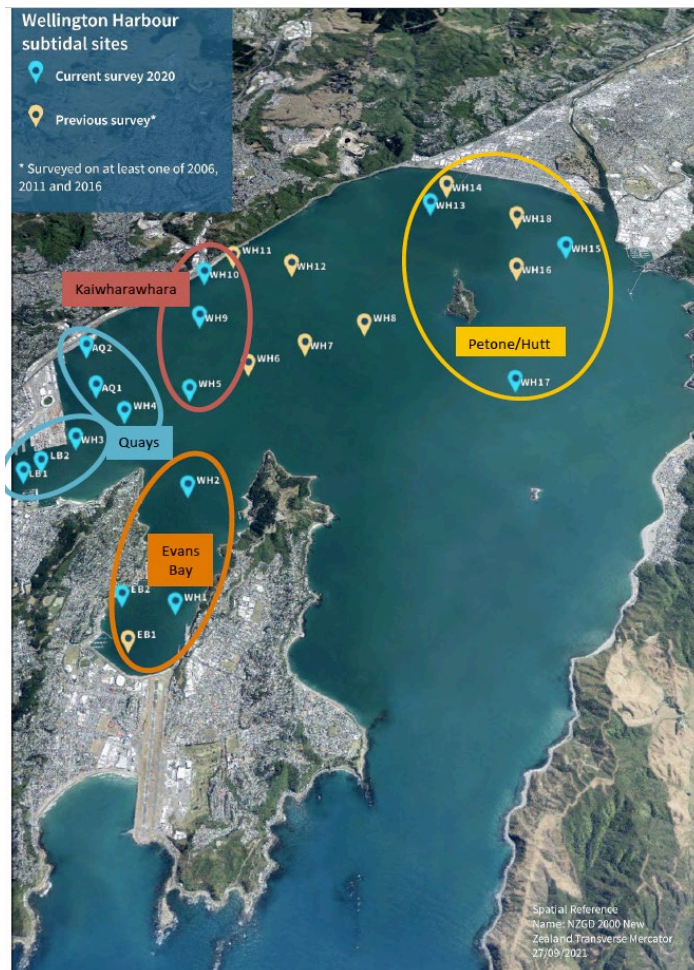 Wellington Harbour
subtidal sites
Current survey 2020
Previous survey*
* Surveyed on at least one of 2006,
2011 and 2016
WH14
WH13
WH18
WH15
WH11
WH12
WH10
WH16
Kaiwharawhara
WH9
WH8
Petone/Hutt
AQ2
WH7
WH6
AQ1
WH5
WH17
WH4
WH3
Quays
LB2
LB1
WH2
Evans
Bay
EB2
WH1
EB1
Spatial Reference
Name: NZGD 2000 New
Zealand Transverse Mercator
27/09/2021